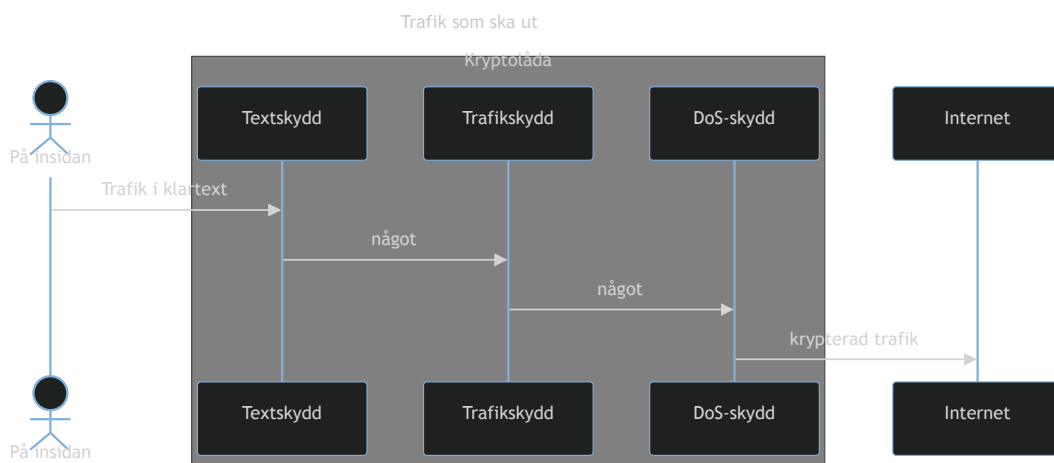 Trafik som ska ut
Kryptolåda
Textskydd
Trafikskydd
DoS-skydd
Internet
På insidan
Trafik i klartext
något
något
krypterad trafik
Textskydd
Trafikskydd
DoS-skydd
Internet
På insidan